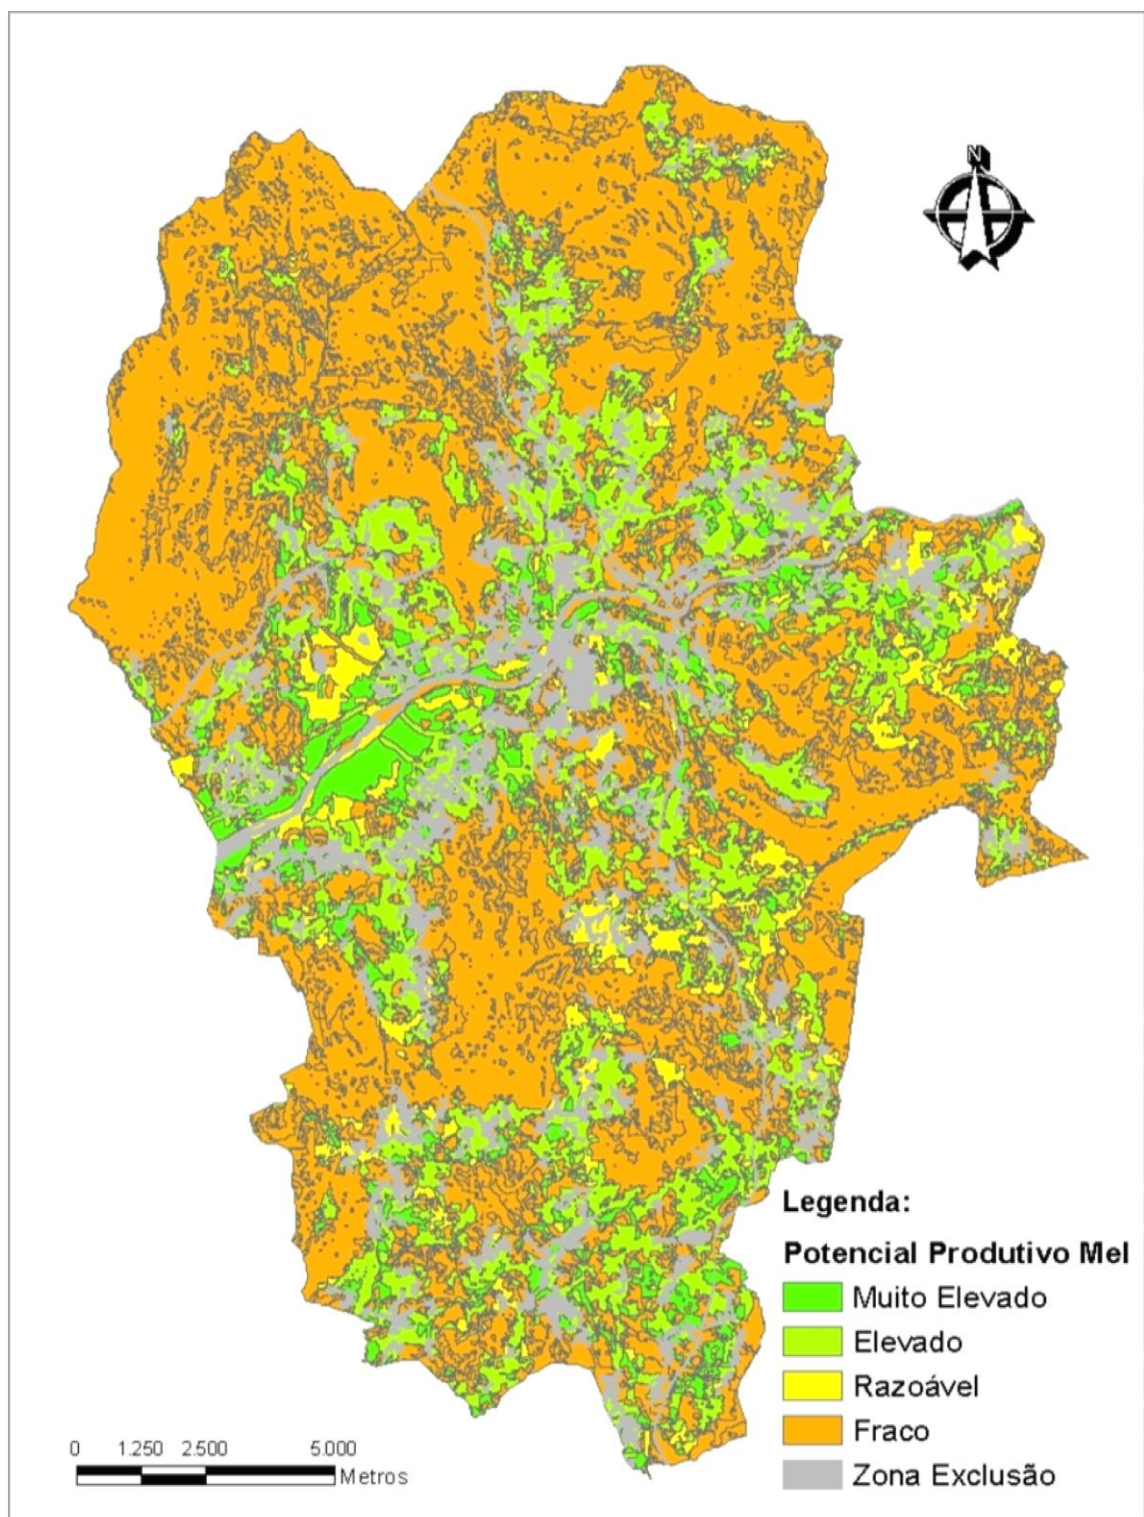 N
Legenda:
Potencial Produtivo Mel
Muito Elevado
Elevado
Razoável
Fraco
Zona Exclusão
0 1.250 2.500 5.000
Metros